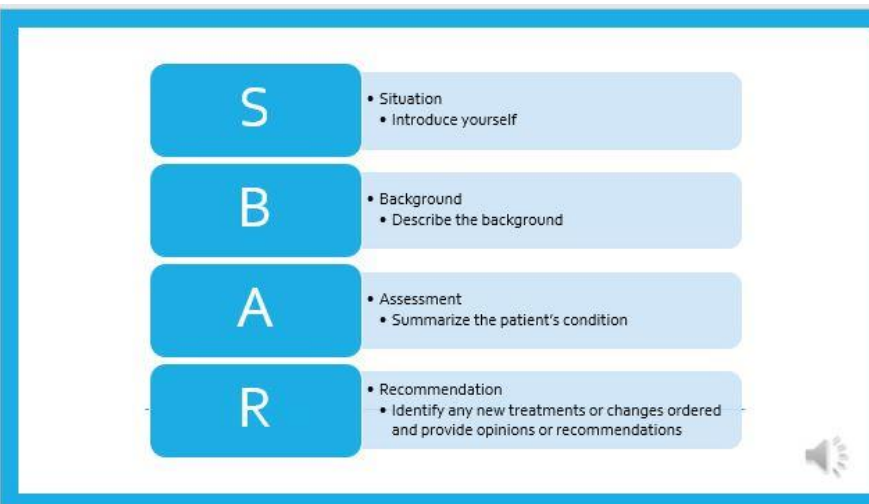 S
• Situation
• Introduce yourself
B
• Background
• Describe the background
A
• Assessment
• Summarize the patient's condition
R
• Recommendation
• Identify any new treatments or changes ordered
and provide opinions or recommendations